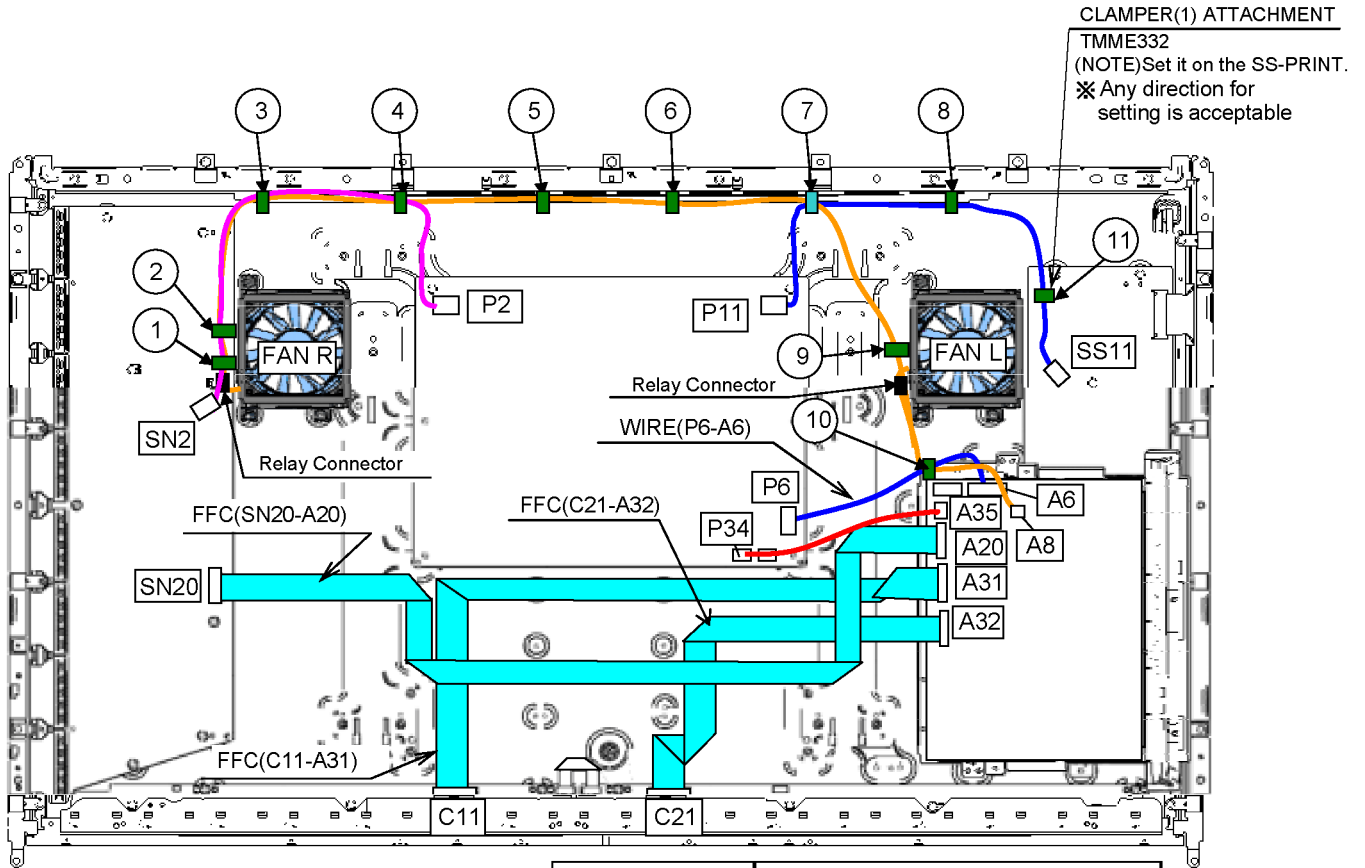 CLAMPER(1) ATTACHMENT
TMME332
(NOTE)Set it on the SS-PRINT.
※ Any direction for
setting is acceptable
3
4
5
6
7
8
11
2
1
P2
P11
FAN R
9
FAN L
SS11
Relay Connector
SN2
10
WIRE(P6-A6)
Relay Connector
P6
A6
FFC(SN20-A20)
FFC(C21-A32)
A35
P34
A20
A8
SN20
A31
A32
FFC(C11-A31)
C11
C21